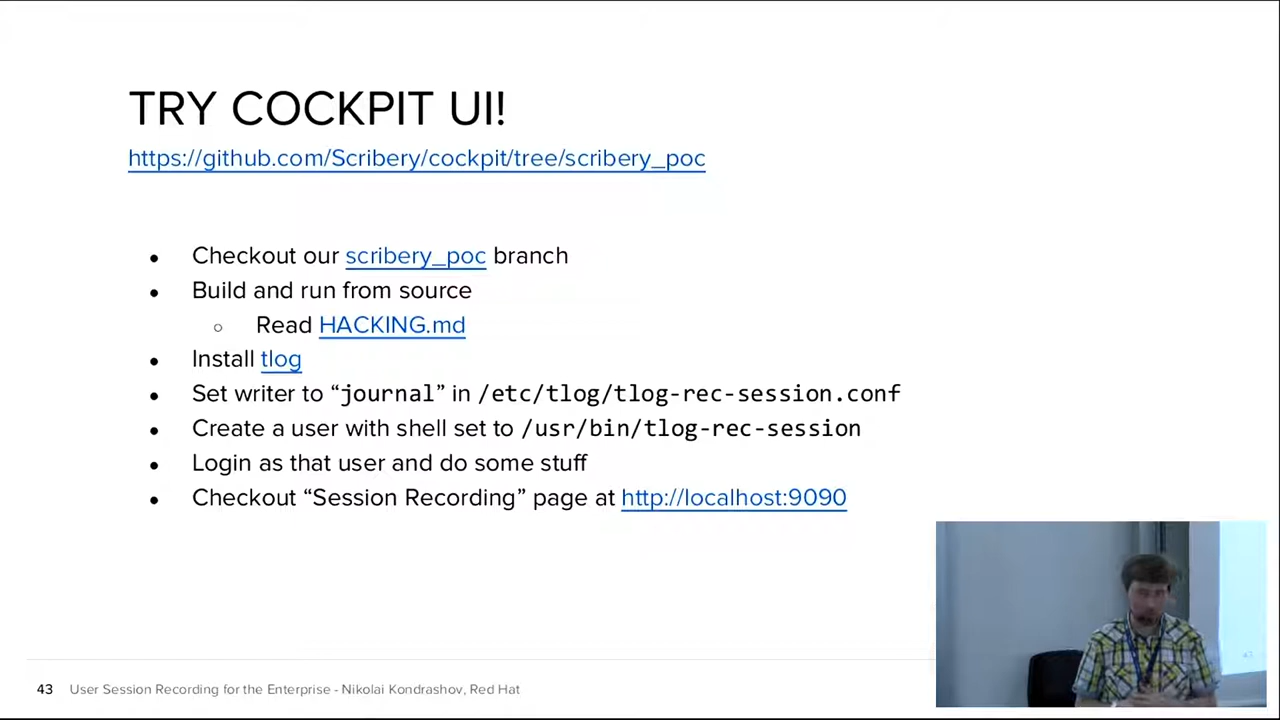 TRY COCKPIT UI!
https://github.com/Scribery/cockpit/tree/scribery_poc
● Checkout our scribery_poc branch
● Build and run from source
○ Read HACKING.md
● Install tlog
● Set writer to “journal” in /etc/tlog/tlog-rec-session.conf
● Create a user with shell set to /usr/bin/tlog-rec-session
● Login as that user and do some stuff
● Checkout “Session Recording” page at http://localhost:9090
43 User Session Recording for the Enterprise - Nikolai Kondrashov, Red Hat